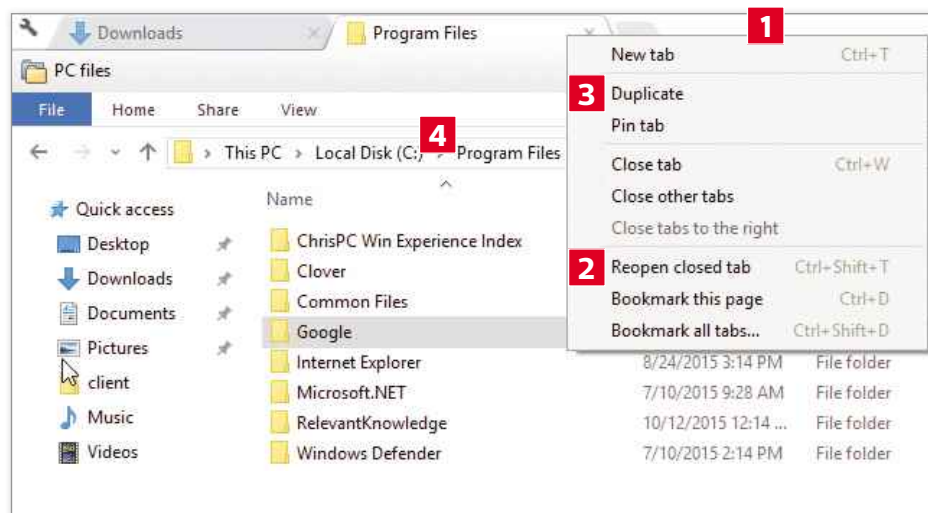 Downloads
Program Files
1
New tab Ctrl+T
PC files
3 Duplicate
File Home Share View
Pin tab
4
This PC > Local Disk (C:) > Program Files
Close tab Ctrl+W
Close other tabs
Name
Quick access
Close tabs to the right
Desktop
ChrisPC Win Experience Index
2 Reopen closed tab Ctrl+Shift+T
Downloads
Clover
Bookmark this page Ctrl+D
Documents
Common Files
Bookmark all tabs... Ctrl+Shift+D
Pictures
Google
Internet Explorer 8/24/2015 3:14 PM File folder
client
Microsoft.NET 7/10/2015 9:28 AM File folder
Music
RelevantKnowledge 10/12/2015 12:14 ... File folder
Videos
Windows Defender 7/10/2015 2:14 PM File folder